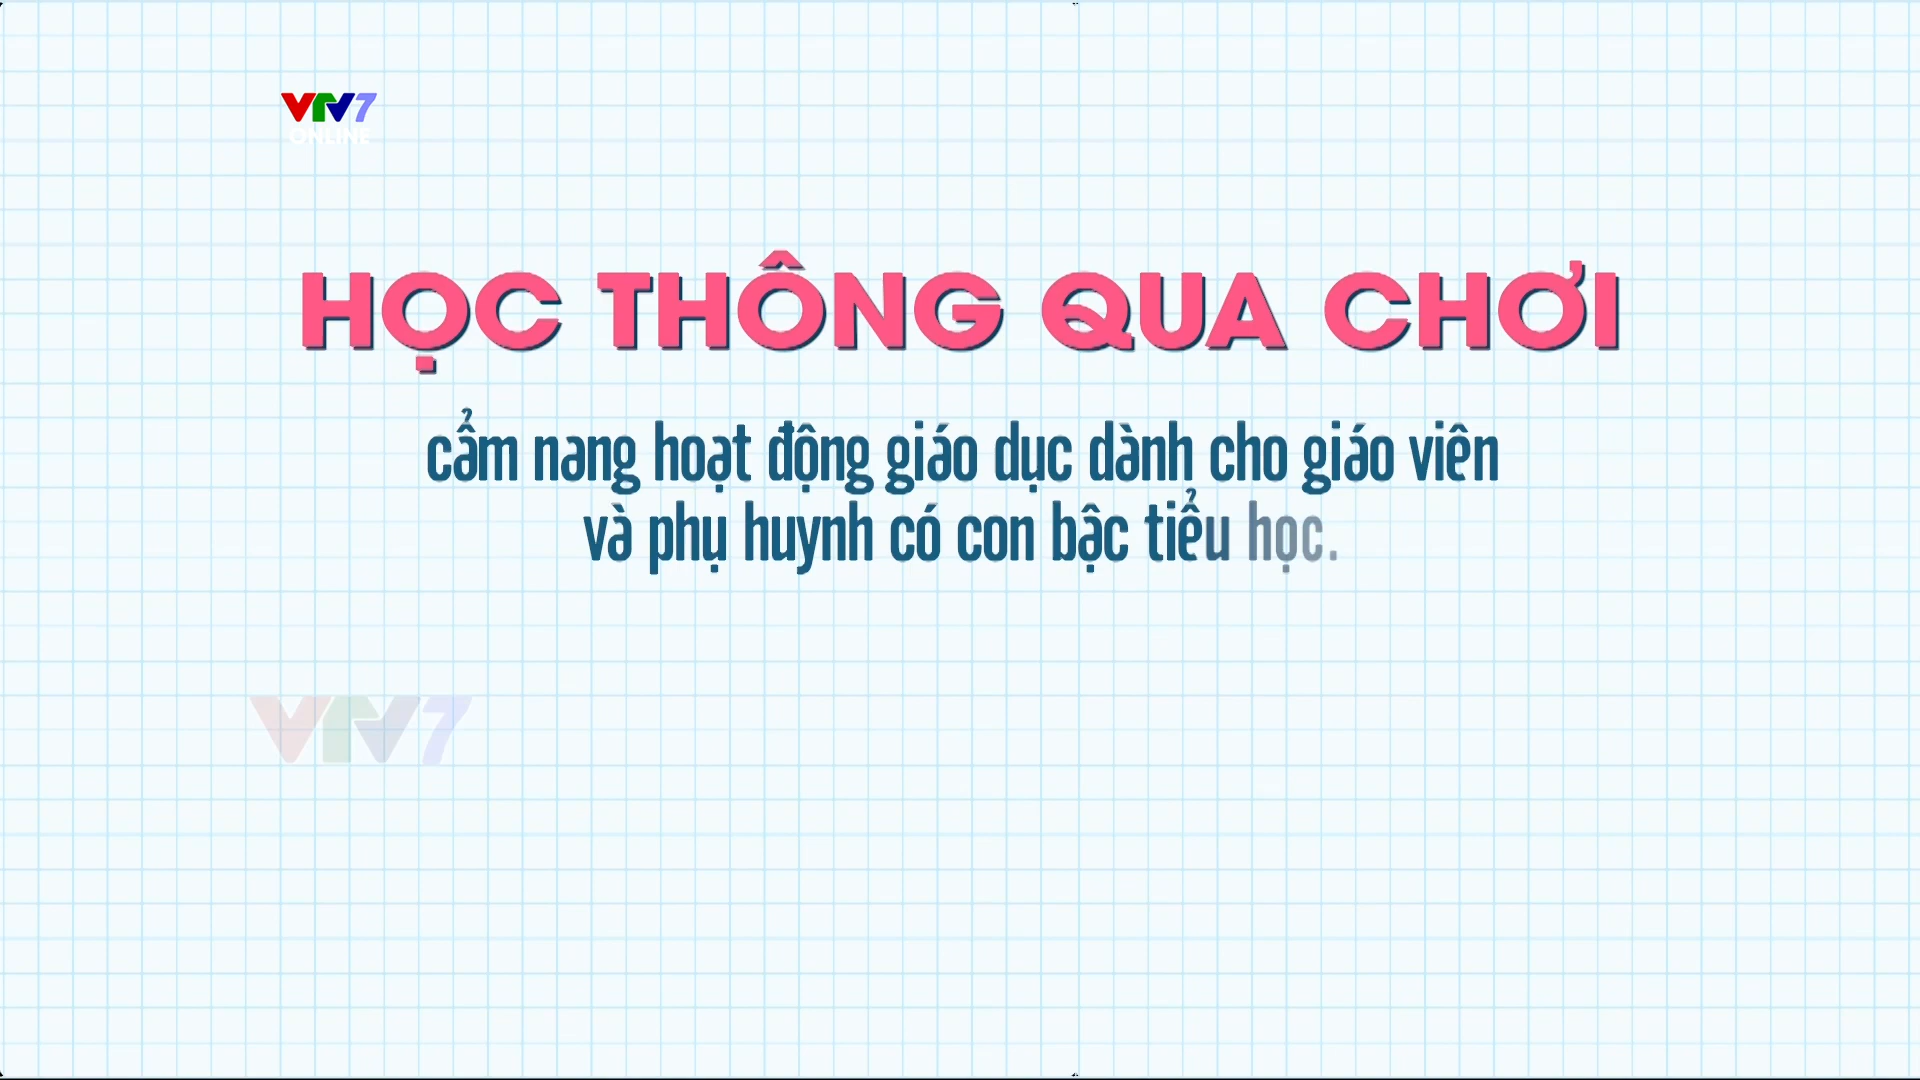 VTV7
ONLINE
HỌC THÔNG QUA CHƠI
cẩm nang hoạt động giáo dục dành cho giáo viên
và phụ huynh có con bậc tiểu học.
VTV7